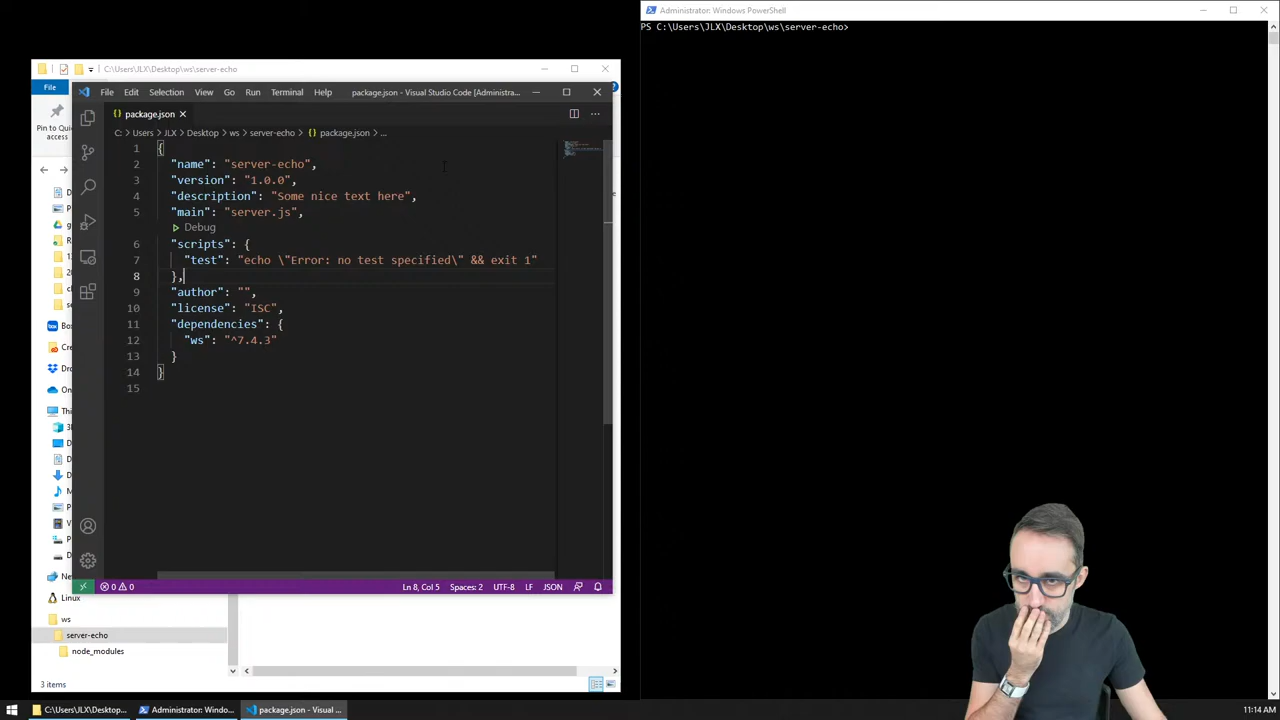 Administrator: Windows PowerShell
PS C:\Users\JLX\Desktop\ws\server-echo>
C:\Users\JLX\Desktop\ws\server-echo
File
Pin to Quick
access
File Edit Selection View Go Run Terminal Help package.json - Visual Studio Code [Administra...
package.json
C: > Users > JLX > Desktop > ws > server-echo > {} package.json > ...
1 {
2 "name": "server-echo",
3 "version": "1.0.0",
4 "description": "Some nice text here",
5 "main": "server.js",
Debug
6 "scripts": {
7 "test": "echo \"Error: no test specified\" && exit 1"
8 },
9 "author": "",
10 "license": "ISC",
11 "dependencies": {
12 "ws": "^7.4.3"
13 }
14 }
15
0 0 Ln 8, Col 5 Spaces: 2 UTF-8 LF JSON
Linux
ws
server-echo
node_modules
3 items
C:\Users\JLX\Deskto... Administrator: Windo... package.json - Visual ... 11:14 AM